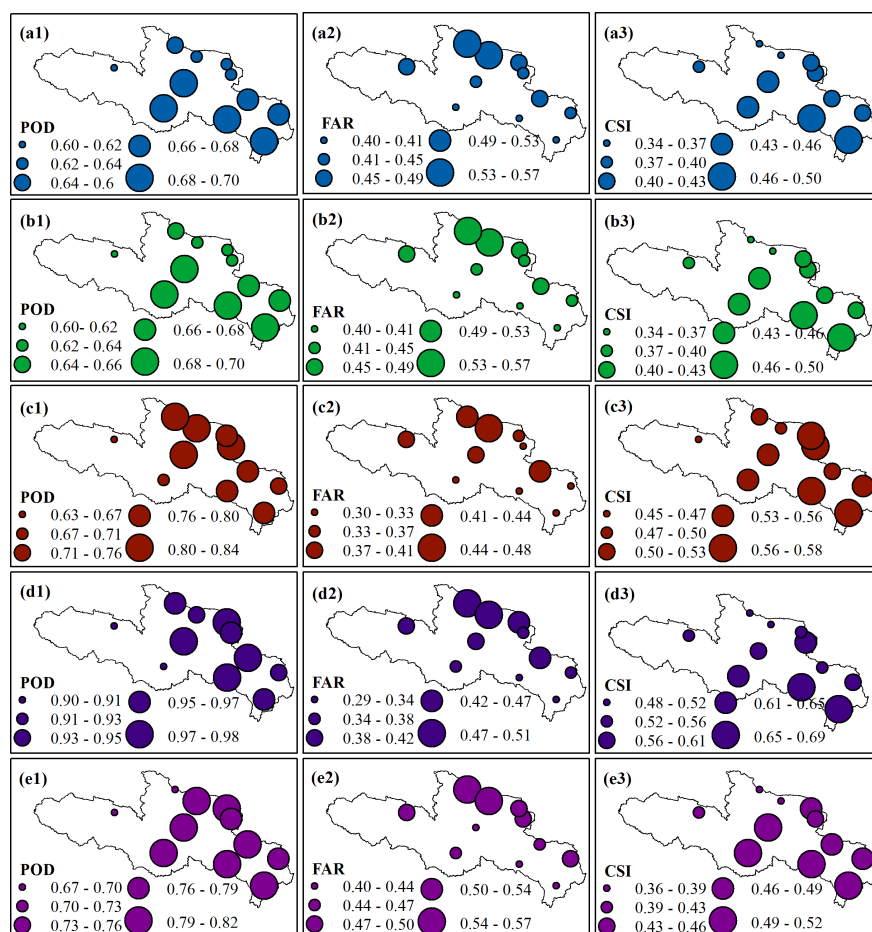 (a1)
POD
0.60 - 0.62
0.62 - 0.64
0.64 - 0.6
0.66 - 0.68
0.68 - 0.70
(a2)
FAR
0.40 - 0.41
0.41 - 0.45
0.45 - 0.49
0.49 - 0.53
0.53 - 0.57
(a3)
CSI
0.34 - 0.37
0.37 - 0.40
0.40 - 0.43
0.43 - 0.46
0.46 - 0.50
(b1)
POD
0.60- 0.62
0.62 - 0.64
0.64 - 0.66
0.66 - 0.68
0.68 - 0.70
(b2)
FAR
0.40 - 0.41
0.41 - 0.45
0.45 - 0.49
0.49 - 0.53
0.53 - 0.57
(b3)
CSI
0.34 - 0.37
0.37 - 0.40
0.40 - 0.43
0.43 - 0.46
0.46 - 0.50
(c1)
POD
0.63 - 0.67
0.67 - 0.71
0.71 - 0.76
0.76 - 0.80
0.80 - 0.84
(c2)
FAR
0.30 - 0.33
0.33 - 0.37
0.37 - 0.41
0.41 - 0.44
0.44 - 0.48
(c3)
CSI
0.45 - 0.47
0.47 - 0.50
0.50 - 0.53
0.53 - 0.56
0.56 - 0.58
(d1)
POD
0.90 - 0.91
0.91 - 0.93
0.93 - 0.95
0.95 - 0.97
0.97 - 0.98
(d2)
FAR
0.29 - 0.34
0.34 - 0.38
0.38 - 0.42
0.42 - 0.47
0.47 - 0.51
(d3)
CSI
0.48 - 0.52
0.52 - 0.56
0.56 - 0.61
0.61 - 0.65
0.65 - 0.69
(e1)
POD
0.67 - 0.70
0.70 - 0.73
0.73 - 0.76
0.76 - 0.79
0.79 - 0.82
(e2)
FAR
0.40 - 0.44
0.44 - 0.47
0.47 - 0.50
0.50 - 0.54
0.54 - 0.57
(e3)
CSI
0.36 - 0.39
0.39 - 0.43
0.43 - 0.46
0.46 - 0.49
0.49 - 0.52